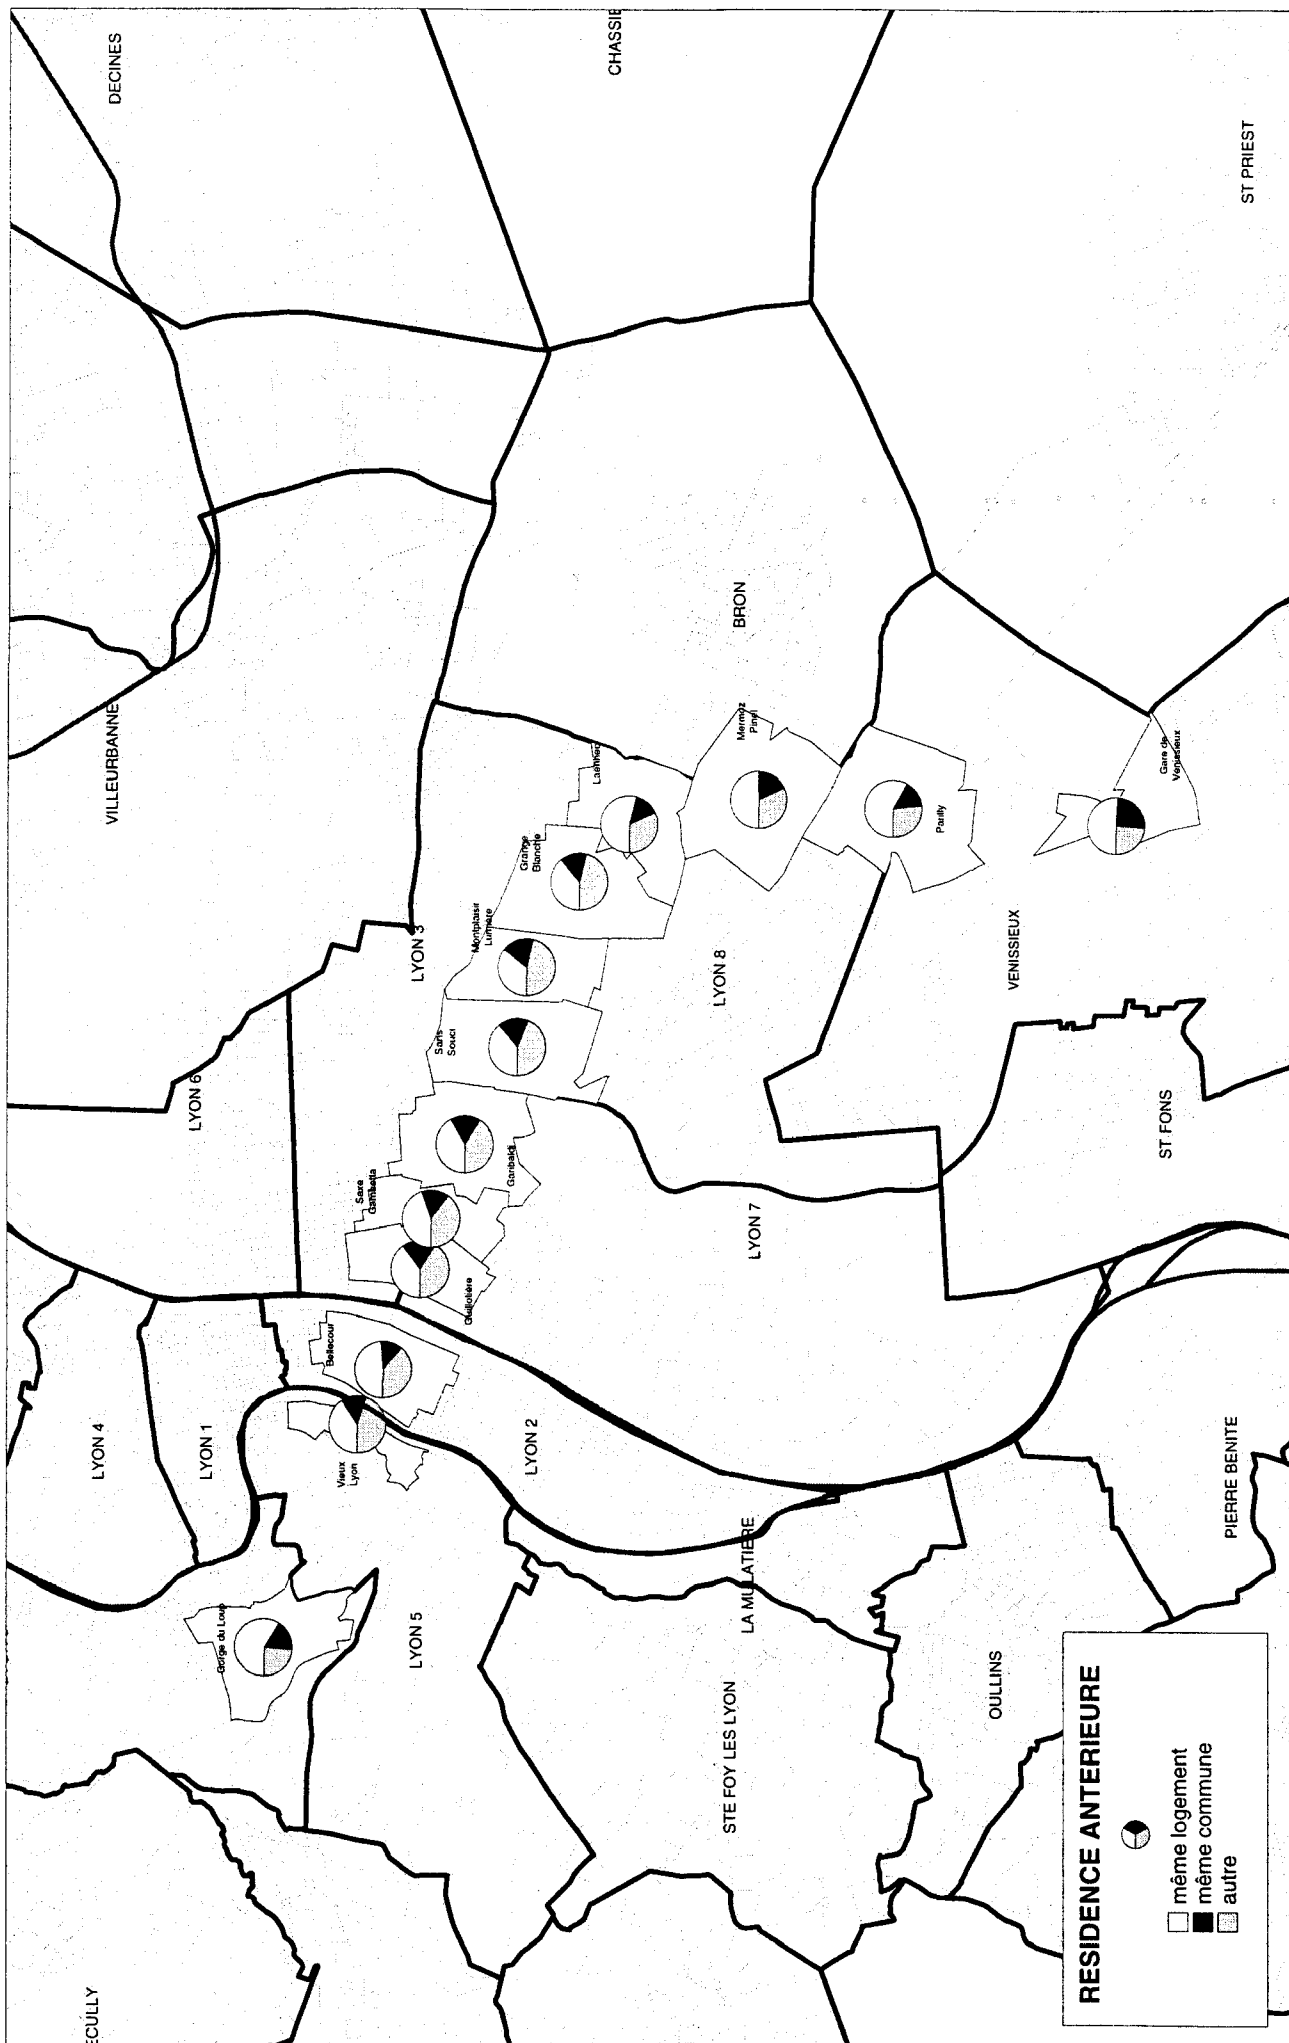 DECINES
CHASSIE
ST PRIEST
VILLEURBANNE
BRON
Mermoz
Pinel
Laennec
Gare de
Venissieux
Parilly
Grange
Blanche
Montplaisir
Lumière
LYON 3
LYON 8
VENISSIEUX
Sans
Souci
LYON 6
ST FONS
Saxe
Gambetta
Garibaldi
LYON 7
Guillotière
Bellecour
LYON 4
LYON 1
Vieux
Lyon
LYON 2
PIERRE BENITE
LA MULATIERE
Gorge du Loup
LYON 5
OULLINS
STE FOY LES LYON
ECULLY
RESIDENCE ANTERIEURE
même logement
même commune
autre